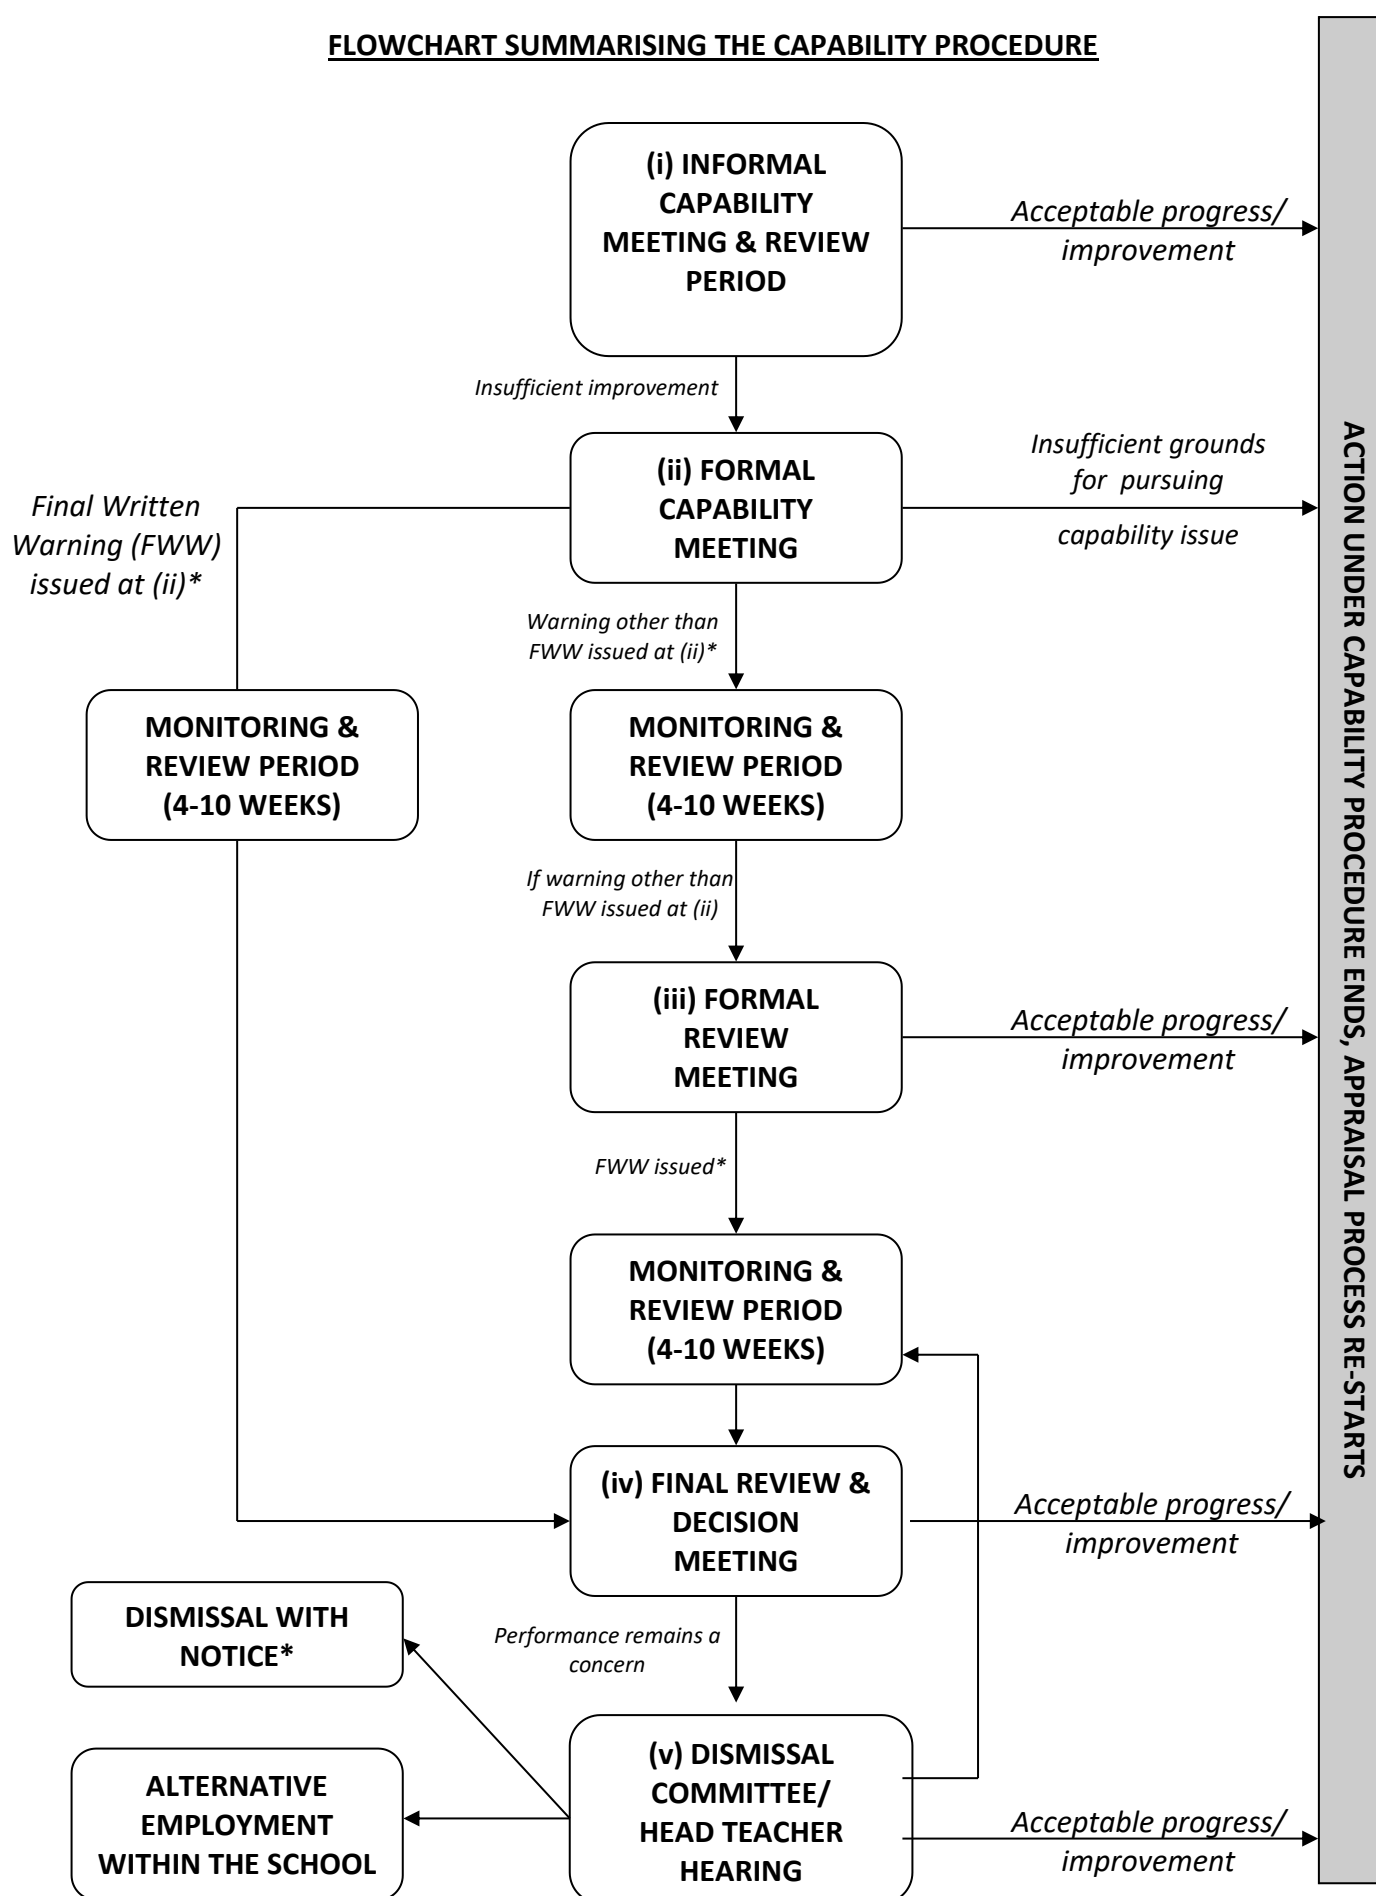 FLOWCHART SUMMARISING THE CAPABILITY PROCEDURE
(i) INFORMAL
CAPABILITY
MEETING & REVIEW
PERIOD
Acceptable progress/
improvement
Insufficient improvement
(ii) FORMAL
CAPABILITY
MEETING
Insufficient grounds
for pursuing
capability issue
Final Written
Warning (FWW)
issued at (ii)*
Warning other than
FWW issued at (ii)*
MONITORING &
REVIEW PERIOD
(4-10 WEEKS)
MONITORING &
REVIEW PERIOD
(4-10 WEEKS)
If warning other than
FWW issued at (ii)
(iii) FORMAL
REVIEW
MEETING
Acceptable progress/
improvement
FWW issued*
MONITORING &
REVIEW PERIOD
(4-10 WEEKS)
(iv) FINAL REVIEW &
DECISION
MEETING
Acceptable progress/
improvement
DISMISSAL WITH
NOTICE*
Performance remains a
concern
(v) DISMISSAL
COMMITTEE/
HEAD TEACHER
HEARING
ALTERNATIVE
EMPLOYMENT
WITHIN THE SCHOOL
Acceptable progress/
improvement
ACTION UNDER CAPABILITY PROCEDURE ENDS, APPRAISAL PROCESS RE-STARTS